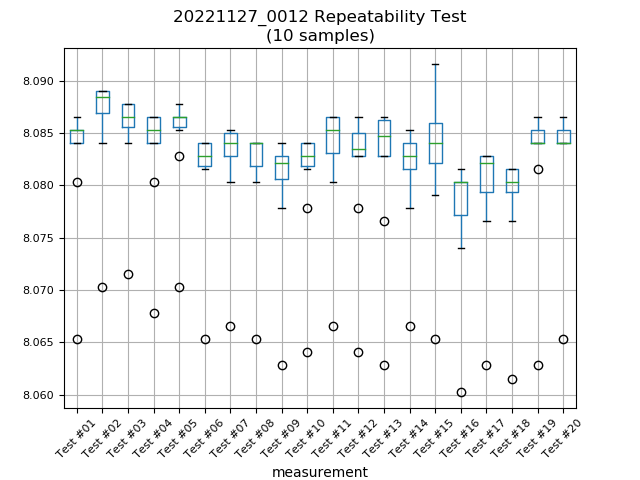 20221127_0012 Repeatability Test
(10 samples)
8.090
8.085
8.080
8.075
8.070
8.065
8.060
Test #01
Test #02
Test #03
Test #04
Test #05
Test #06
Test #07
Test #08
Test #09
Test #10
Test #11
Test #12
Test #13
Test #14
Test #15
Test #16
Test #17
Test #18
Test #19
Test #20
measurement